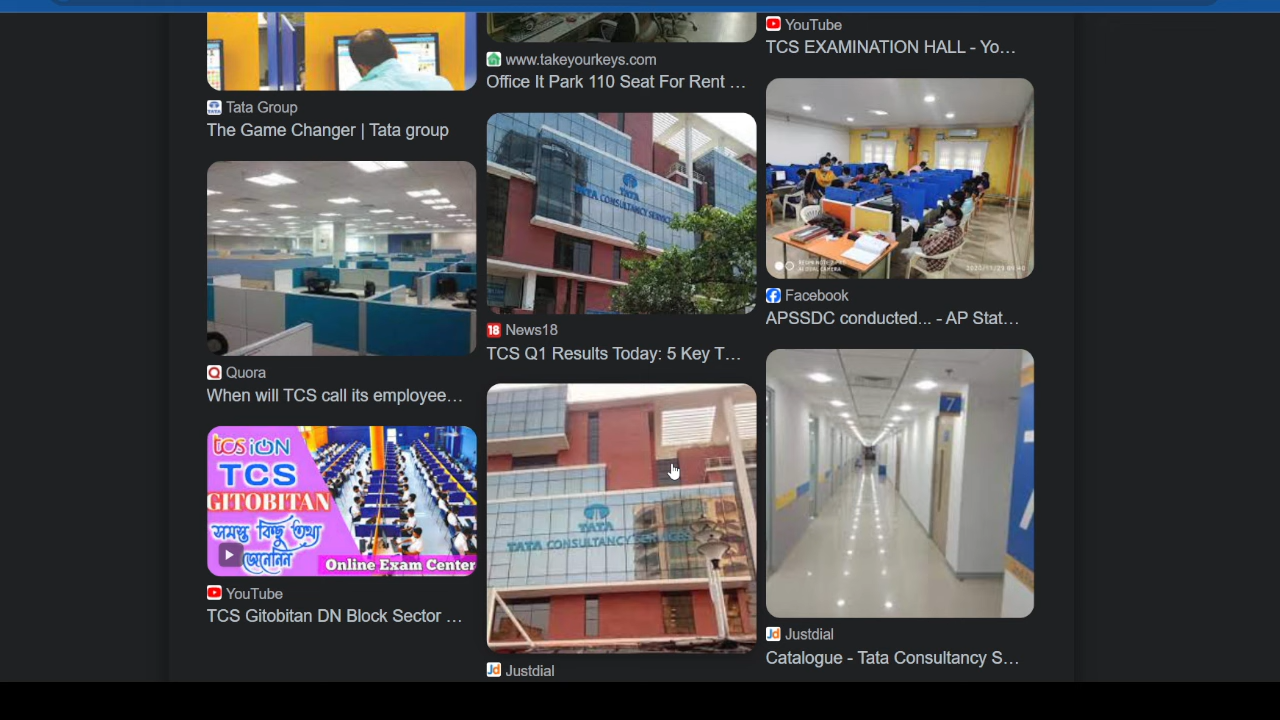 Tata Group
The Game Changer | Tata group
Quora
When will TCS call its employee...
tcs iON
TCS
GITOBITAN
সমস্ত কিছু তথ্য
জেনেনিন
Online Exam Center
YouTube
TCS Gitobitan DN Block Sector ...
www.takeyourkeys.com
Office It Park 110 Seat For Rent ...
TATA
TATA CONSULTANCY SERVICES
News18
TCS Q1 Results Today: 5 Key T...
TATA
TATA CONSULTANCY SERVICES
Justdial
YouTube
TCS EXAMINATION HALL - Yo...
Facebook
APSSDC conducted... - AP Stat...
7
Justdial
Catalogue - Tata Consultancy S...